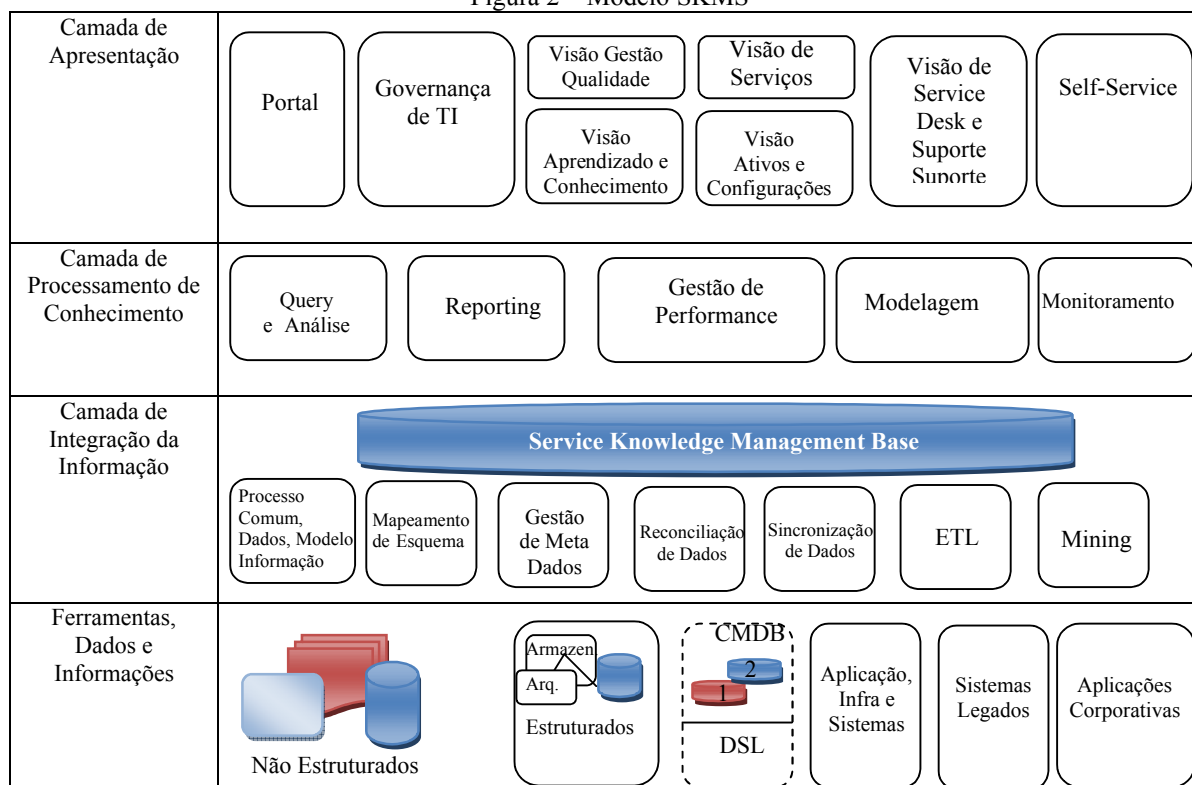 Figura 2 – Modelo SKMS
Camada de
Apresentação
Portal
Governança
de TI
Visão Gestão
Qualidade
Visão
Aprendizado e
Conhecimento
Visão de
Serviços
Visão
Ativos e
Configurações
Visão de
Service
Desk e
Suporte
Suporte
Self-Service
Camada de
Processamento de
Conhecimento
Query
e Análise
Reporting
Gestão de
Performance
Modelagem
Monitoramento
Camada de
Integração da
Informação
Service Knowledge Management Base
Processo
Comum,
Dados, Modelo
Informação
Mapeamento
de Esquema
Gestão
de Meta
Dados
Reconciliação
de Dados
Sincronização
de Dados
ETL
Mining
Ferramentas,
Dados e
Informações
Não Estruturados
Armazen
Arq.
Estruturados
CMDB
2
1
DSL
Aplicação,
Infra e
Sistemas
Sistemas
Legados
Aplicações
Corporativas